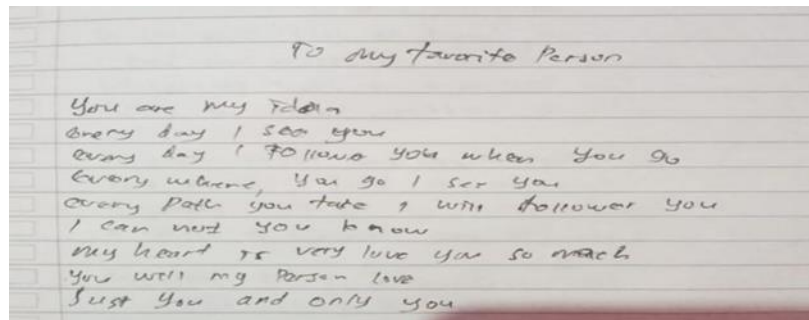 To my favorite Person
You are my
every day I see you
every day I Follow you when you go
Every where, you go I see you
every path you take I will follower you
I can not you know
my heart is very love you so much
you will my Person love
Just you and only you